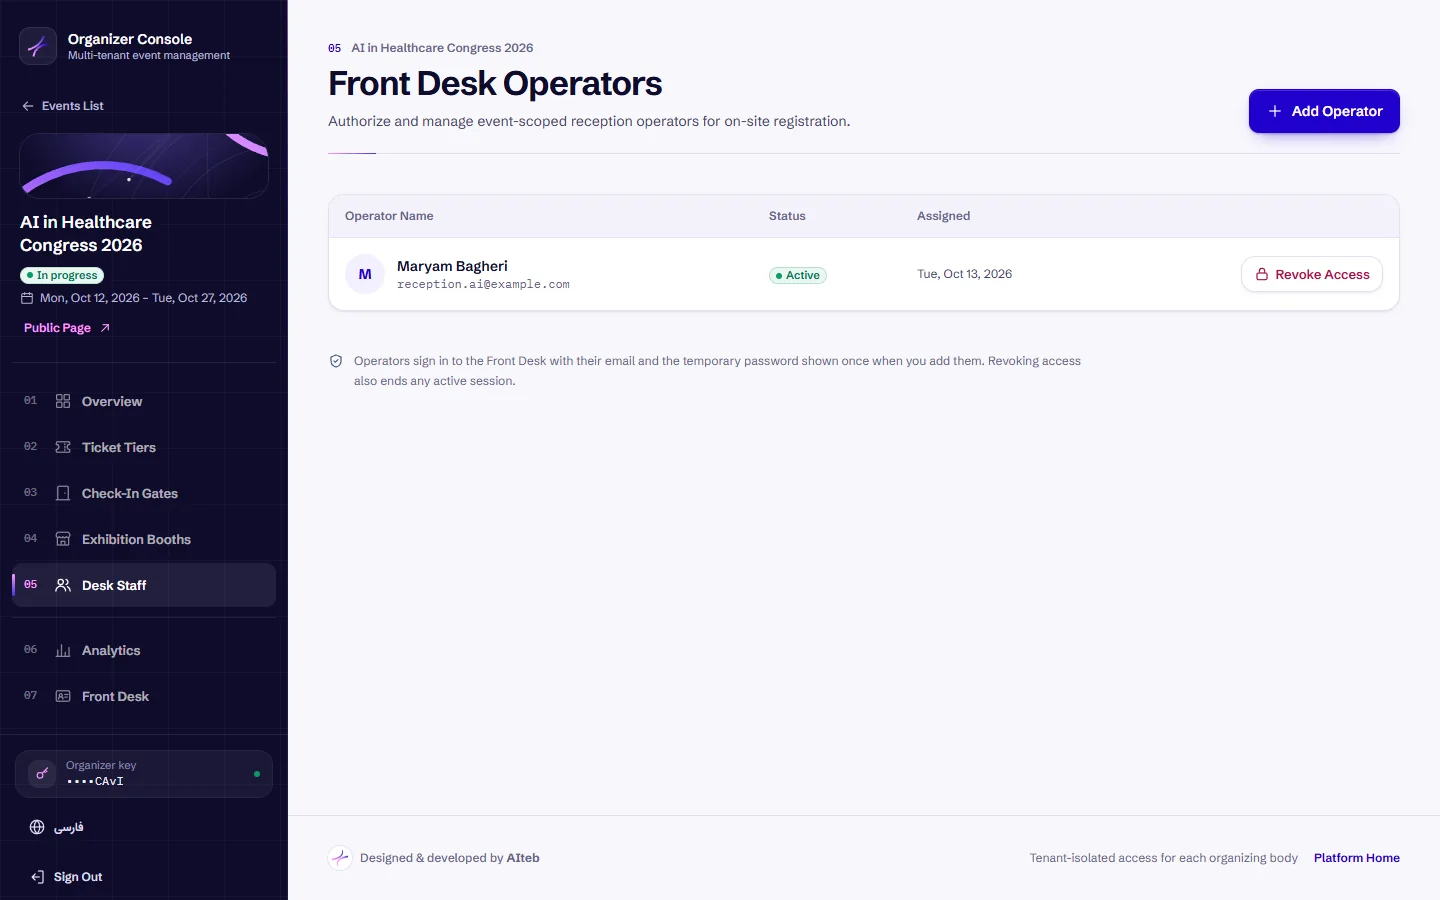 Organizer Console
Multi-tenant event management
Events List
AI in Healthcare
Congress 2026
In progress
Mon, Oct 12, 2026 – Tue, Oct 27, 2026
Public Page
01 Overview
02 Ticket Tiers
03 Check-In Gates
04 Exhibition Booths
05 Desk Staff
06 Analytics
07 Front Desk
Organizer key
••••CAvI
فارسی
Sign Out
05 AI in Healthcare Congress 2026
Front Desk Operators
Authorize and manage event-scoped reception operators for on-site registration.
Add Operator
Operator Name Status Assigned
M
Maryam Bagheri
reception.ai@example.com
Active
Tue, Oct 13, 2026
Revoke Access
Operators sign in to the Front Desk with their email and the temporary password shown once when you add them. Revoking access
also ends any active session.
Designed & developed by AIteb
Tenant-isolated access for each organizing body
Platform Home